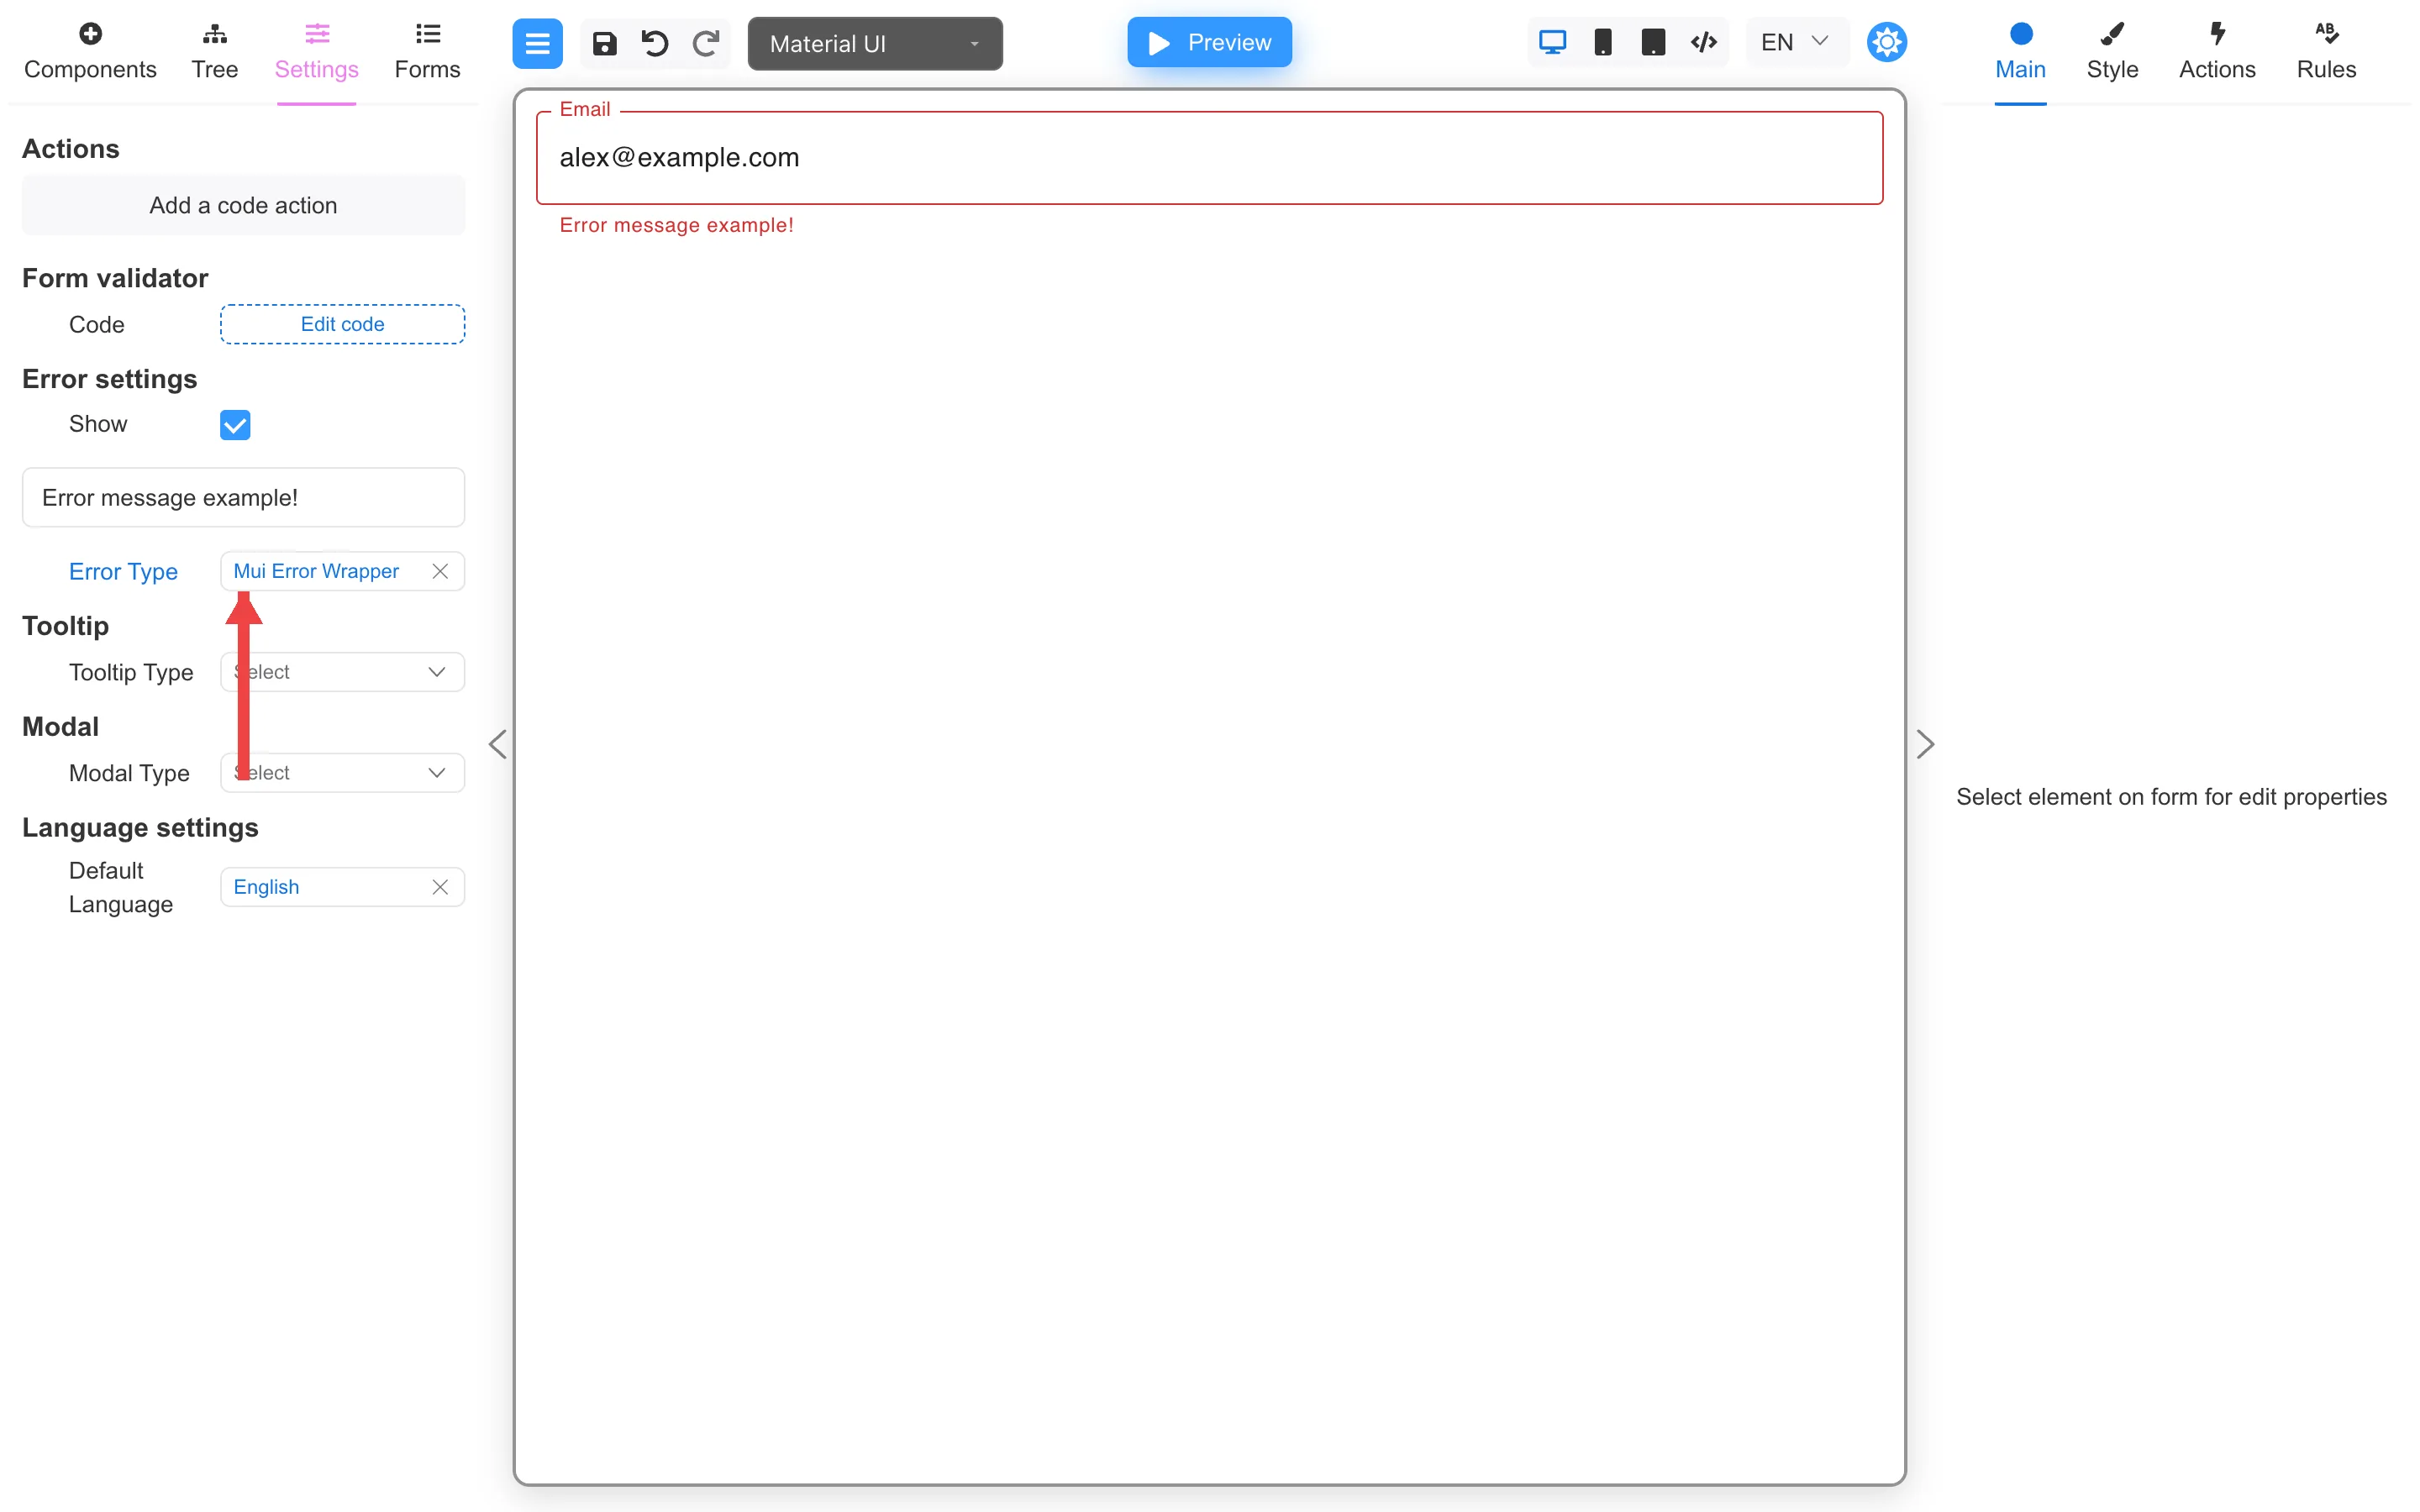 Components
Tree
Settings
Forms
Material UI
Preview
EN
Main
Style
Actions
Rules
Actions
Add a code action
Form validator
Code
Edit code
Error settings
Show
Error message example!
Error Type
Mui Error Wrapper
Tooltip
Tooltip Type
Select
Modal
Modal Type
Select
Language settings
Default
Language
English
Email
alex@example.com
Error message example!
Select element on form for edit properties